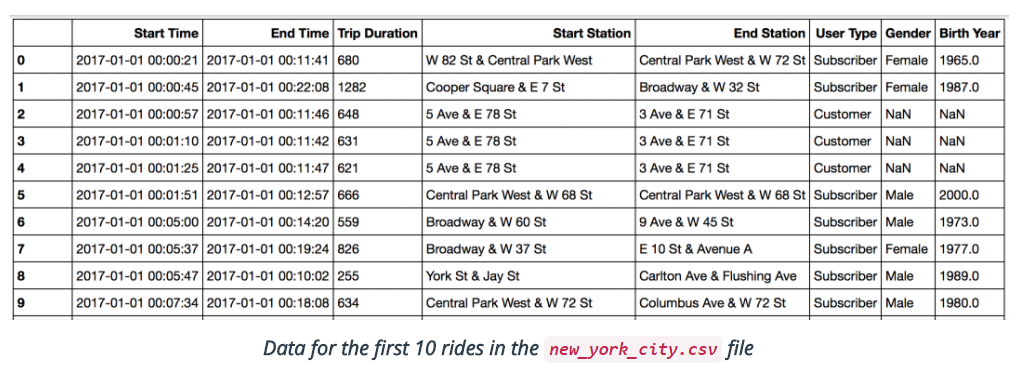 Start Time End Time Trip Duration Start Station End Station User Type Gender Birth Year
0 2017-01-01 00:00:21 2017-01-01 00:11:41 680 W 82 St & Central Park West Central Park West & W 72 St Subscriber Female 1965.0
1 2017-01-01 00:00:45 2017-01-01 00:22:08 1282 Cooper Square & E 7 St Broadway & W 32 St Subscriber Female 1987.0
2 2017-01-01 00:00:57 2017-01-01 00:11:46 648 5 Ave & E 78 St 3 Ave & E 71 St Customer NaN NaN
3 2017-01-01 00:01:10 2017-01-01 00:11:42 631 5 Ave & E 78 St 3 Ave & E 71 St Customer NaN NaN
4 2017-01-01 00:01:25 2017-01-01 00:11:47 621 5 Ave & E 78 St 3 Ave & E 71 St Customer NaN NaN
5 2017-01-01 00:01:51 2017-01-01 00:12:57 666 Central Park West & W 68 St Central Park West & W 68 St Subscriber Male 2000.0
6 2017-01-01 00:05:00 2017-01-01 00:14:20 559 Broadway & W 60 St 9 Ave & W 45 St Subscriber Male 1973.0
7 2017-01-01 00:05:37 2017-01-01 00:19:24 826 Broadway & W 37 St E 10 St & Avenue A Subscriber Female 1977.0
8 2017-01-01 00:05:47 2017-01-01 00:10:02 255 York St & Jay St Carlton Ave & Flushing Ave Subscriber Male 1989.0
9 2017-01-01 00:07:34 2017-01-01 00:18:08 634 Central Park West & W 72 St Columbus Ave & W 72 St Subscriber Male 1980.0
Data for the first 10 rides in the new_york_city.csv file